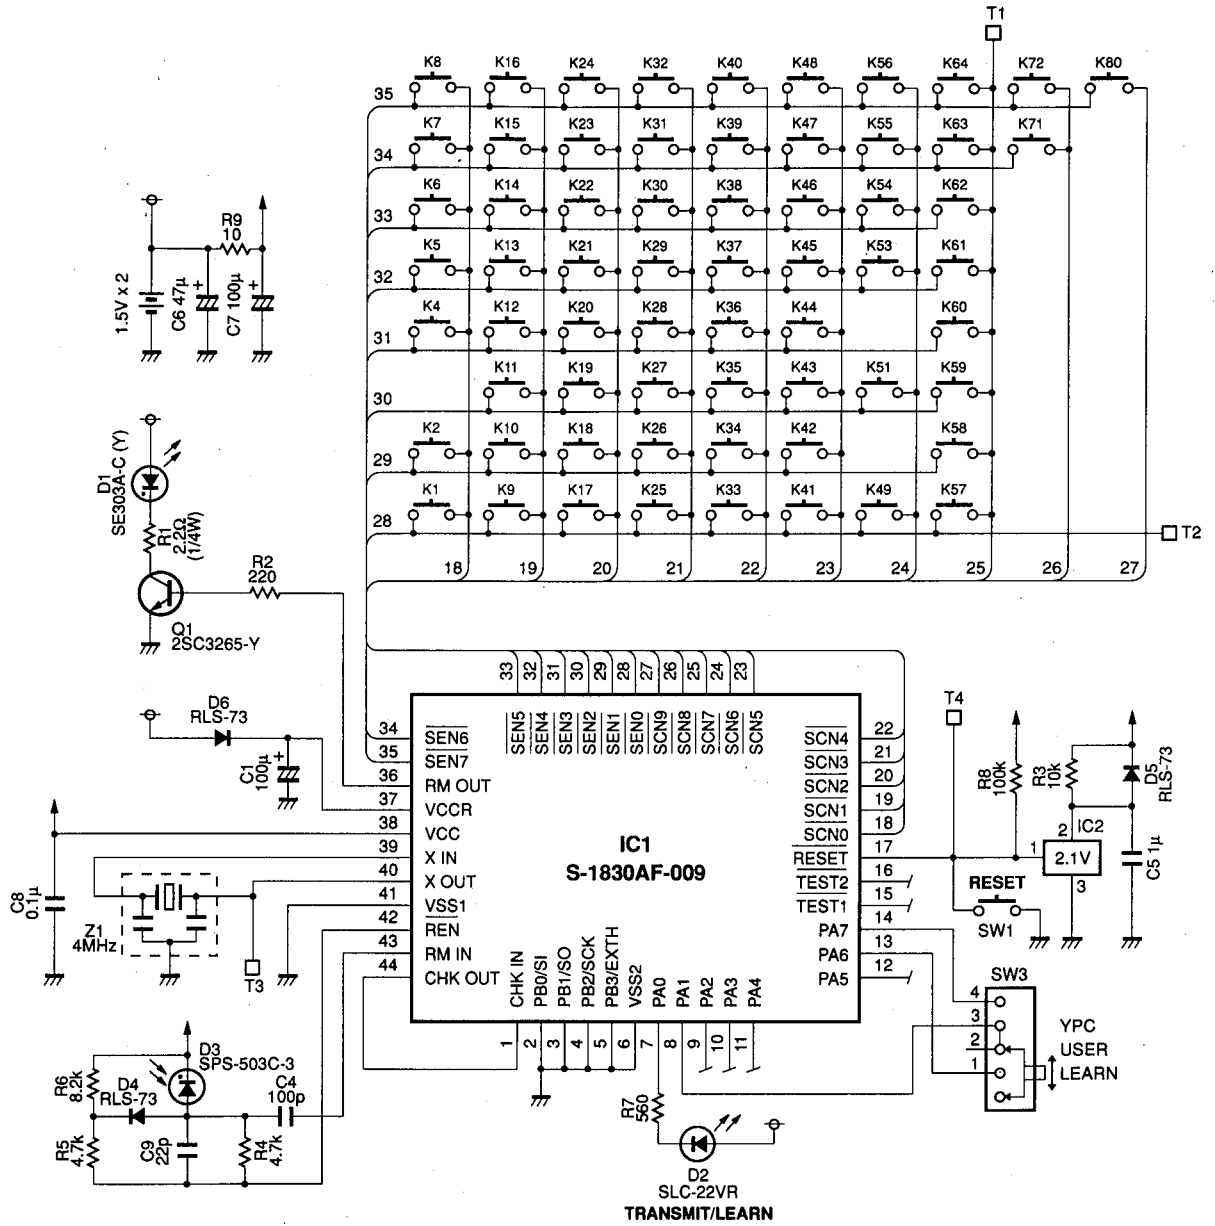 T1
K8 K16 K24 K32 K40 K48 K56 K64 K72 K80
35
K7 K15 K23 K31 K39 K47 K55 K63 K71
34
K6 K14 K22 K30 K38 K46 K54 K62
33
K5 K13 K21 K29 K37 K45 K53 K61
32
K4 K12 K20 K28 K36 K44 K60
31
K11 K19 K27 K35 K43 K51 K59
30
K2 K10 K18 K26 K34 K42 K58
29
K1 K9 K17 K25 K33 K41 K49 K57
28
T2
18 19 20 21 22 23 24 25 26 27
R9
10
1.5V x 2
+
C6 47µ
+
C7 100µ
D1
SE303A-C (Y)
R1
2.2Ω
(1/4W)
R2
220
Q1
2SC3265-Y
D6
RLS-73
+
C1
100µ
C8
0.1µ
Z1
4MHz
T3
33 32 31 30 29 28 27 26 25 24 23
SEN5 SEN4 SEN3 SEN2 SEN1 SEN0 SCN9 SCN8 SCN7 SCN6 SCN5
34 SEN6
35 SEN7
36 RM OUT
37 VCCR
38 VCC
39 X IN
40 X OUT
41 VSS1
42 REN
43 RM IN
44 CHK OUT
IC1
S-1830AF-009
SCN4 22
SCN3 21
SCN2 20
SCN1 19
SCN0 18
RESET 17
TEST2 16
TEST1 15
PA7 14
PA6 13
PA5 12
CHK IN PB0/SI PB1/SO PB2/SCK PB3/EXTH VSS2 PA0 PA1 PA2 PA3 PA4
1 2 3 4 5 6 7 8 9 10 11
T4
R8
100k
R3
10k
D5
RLS-73
IC2
2
1 2.1V
3
C5 1µ
RESET
SW1
SW3
4
3 YPC
2 USER
1 LEARN
D3
SPS-503C-3
R6
8.2k
D4
RLS-73
C4
100p
R5
4.7k
C9
22p
R4
4.7k
R7
560
D2
SLC-22VR
TRANSMIT/LEARN